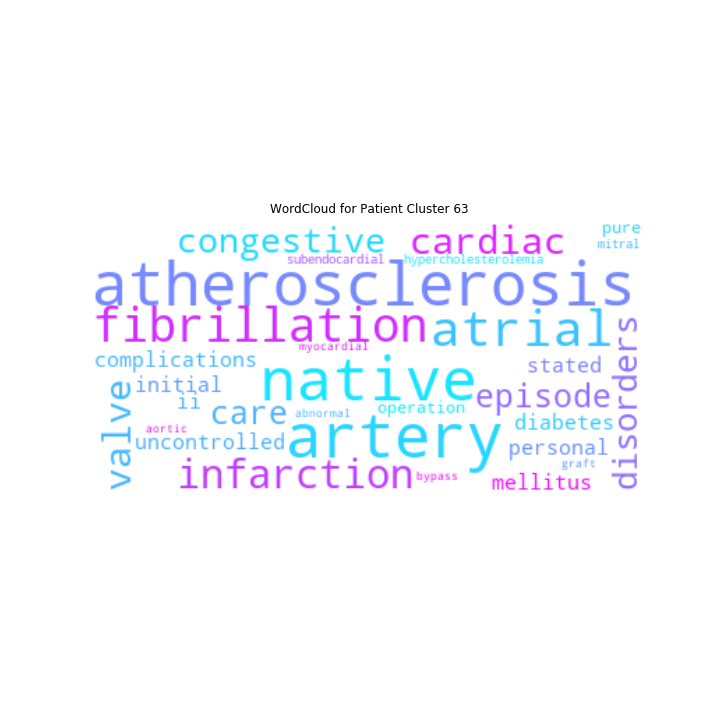 WordCloud for Patient Cluster 63
pure
congestive
cardiac
mitral
subendocardial
hypercholesterolemia
atherosclerosis
fibrillation
atrial
myocardial
complications
stated
native
initial
episode
disorders
ii
care
abnormal
operation
valve
diabetes
artery
aortic
uncontrolled
personal
graft
infarction
bypass
mellitus